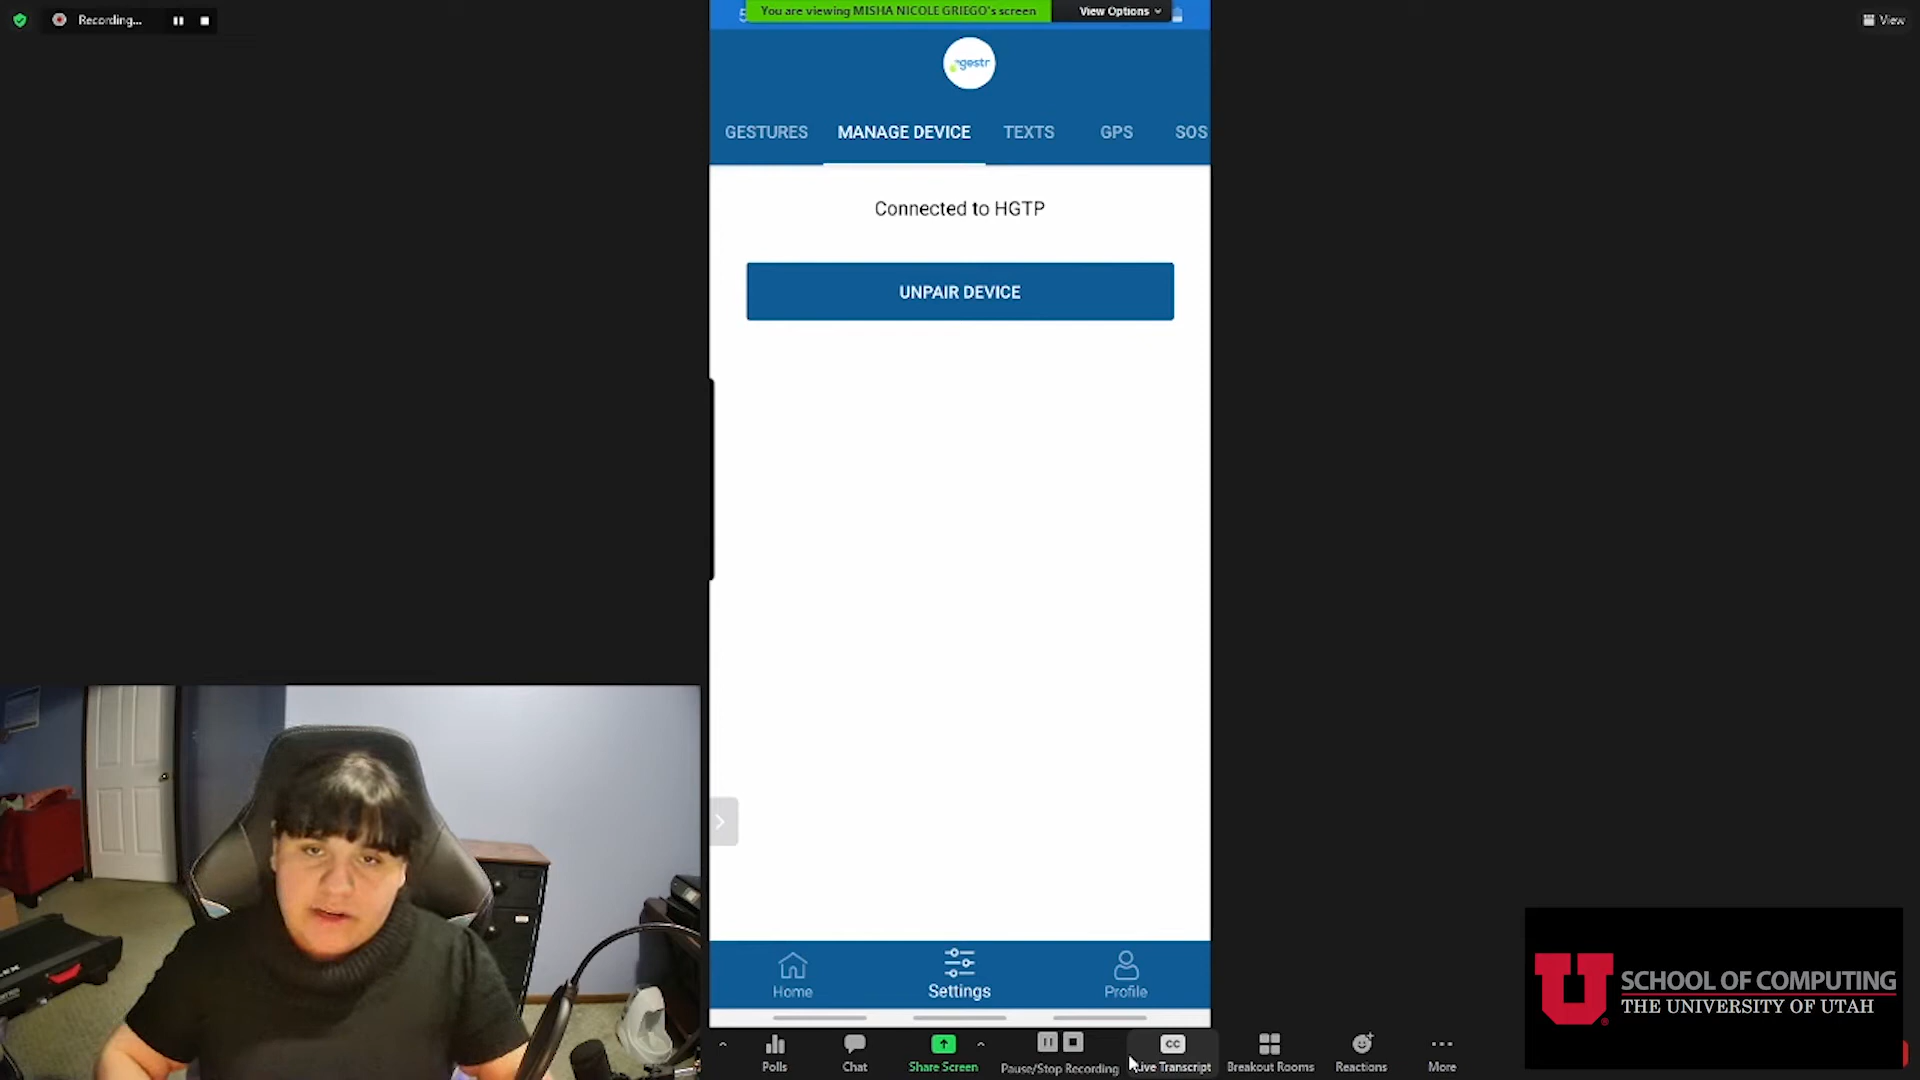 Recording...
You are viewing MISHA NICOLE GRIEGO's screen
View Options
View
gestr
GESTURES MANAGE DEVICE TEXTS GPS SOS
Connected to HGTP
UNPAIR DEVICE
Home
Settings
Profile
Polls
Chat
Share Screen
Pause/Stop Recording
CC
Live Transcript
Breakout Rooms
Reactions
More
U SCHOOL OF COMPUTING
THE UNIVERSITY OF UTAH